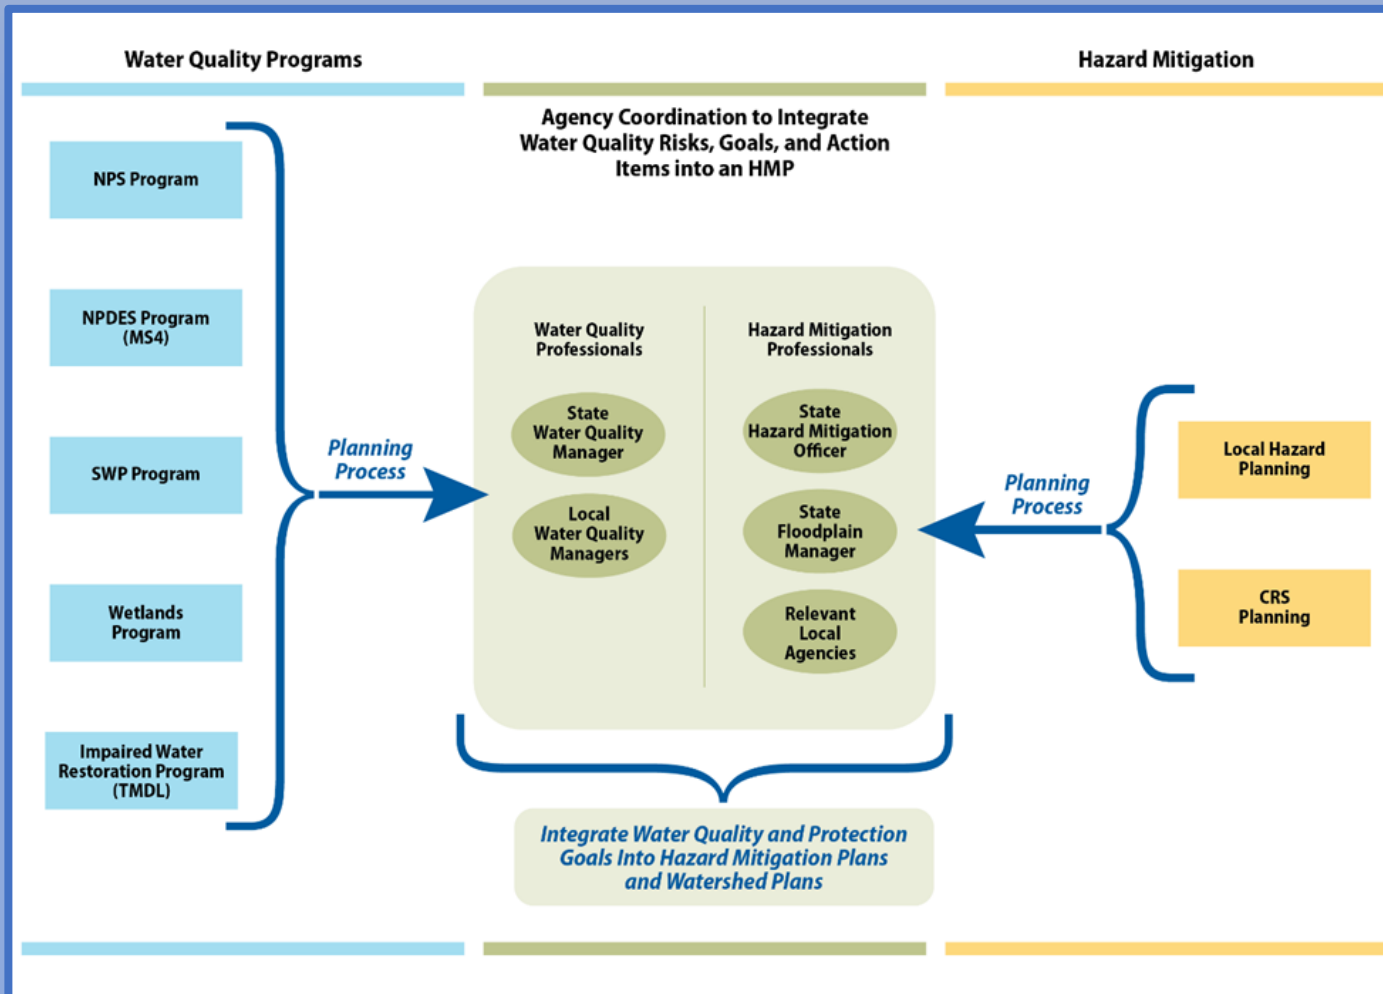 Water Quality Programs
Hazard Mitigation
Agency Coordination to Integrate
Water Quality Risks, Goals, and Action
Items into an HMP
NPS Program
NPDES Program
(MS4)
SWP Program
Wetlands
Program
Impaired Water
Restoration Program
(TMDL)
Planning
Process
Water Quality
Professionals
State
Water Quality
Manager
Local
Water Quality
Managers
Hazard Mitigation
Professionals
State
Hazard Mitigation
Officer
State
Floodplain
Manager
Relevant
Local
Agencies
Planning
Process
Local Hazard
Planning
CRS
Planning
Integrate Water Quality and Protection
Goals Into Hazard Mitigation Plans
and Watershed Plans